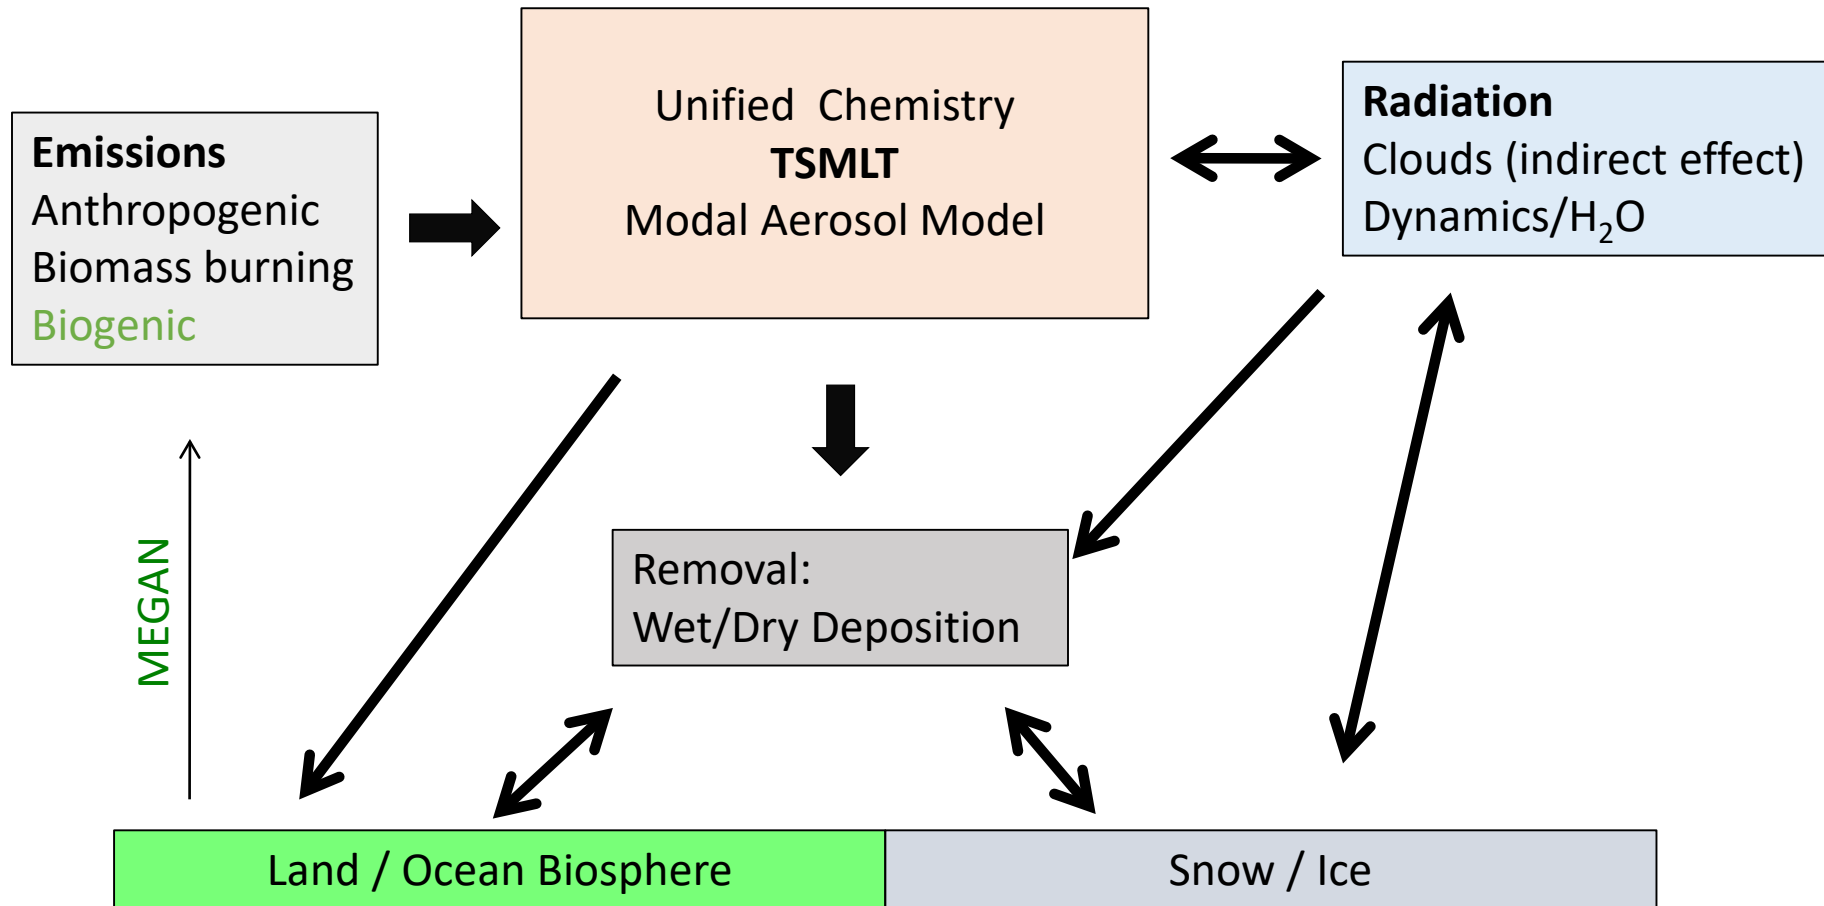 Emissions
Anthropogenic
Biomass burning
Biogenic
Unified  Chemistry
TSMLT
Modal Aerosol Model
Radiation
Clouds (indirect effect)
Dynamics/H₂O
MEGAN
Removal:
Wet/Dry Deposition
Land / Ocean Biosphere
Snow / Ice